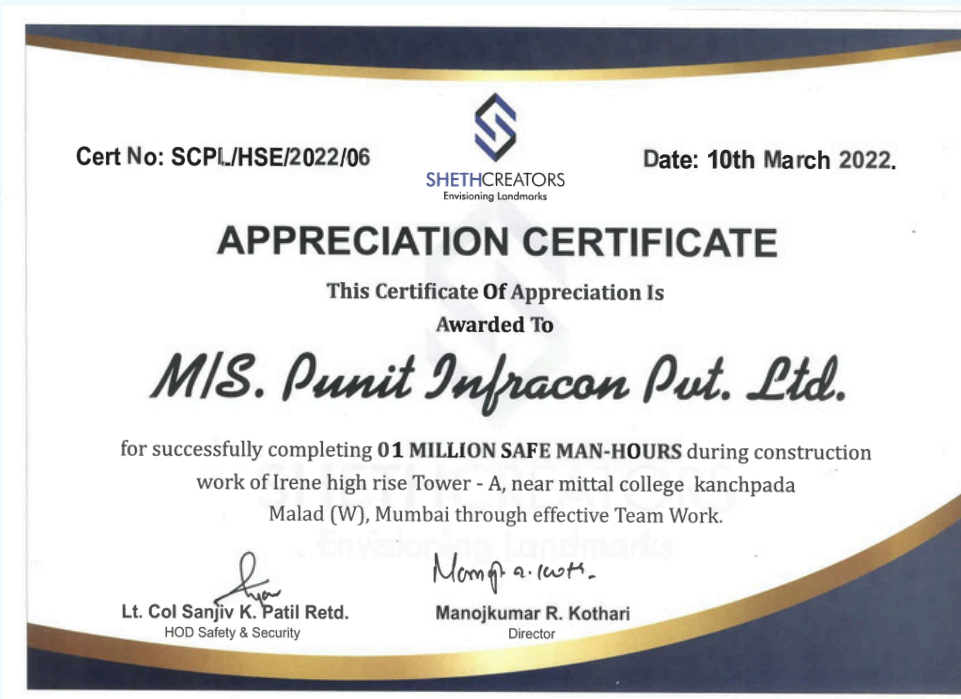 Cert No: SCPL/HSE/2022/06
SHETHCREATORS
Envisioning Landmarks
Date: 10th March 2022.
APPRECIATION CERTIFICATE
This Certificate Of Appreciation Is
Awarded To
M/S. Punit Infracon Pvt. Ltd.
for successfully completing 01 MILLION SAFE MAN-HOURS during construction
work of Irene high rise Tower - A, near mittal college kanchpada
Malad (W), Mumbai through effective Team Work.
SHETHCREATORS
Envisioning Landmarks
Lt. Col Sanjiv K. Patil Retd.
HOD Safety & Security
Manojkumar R. Kothari
Director